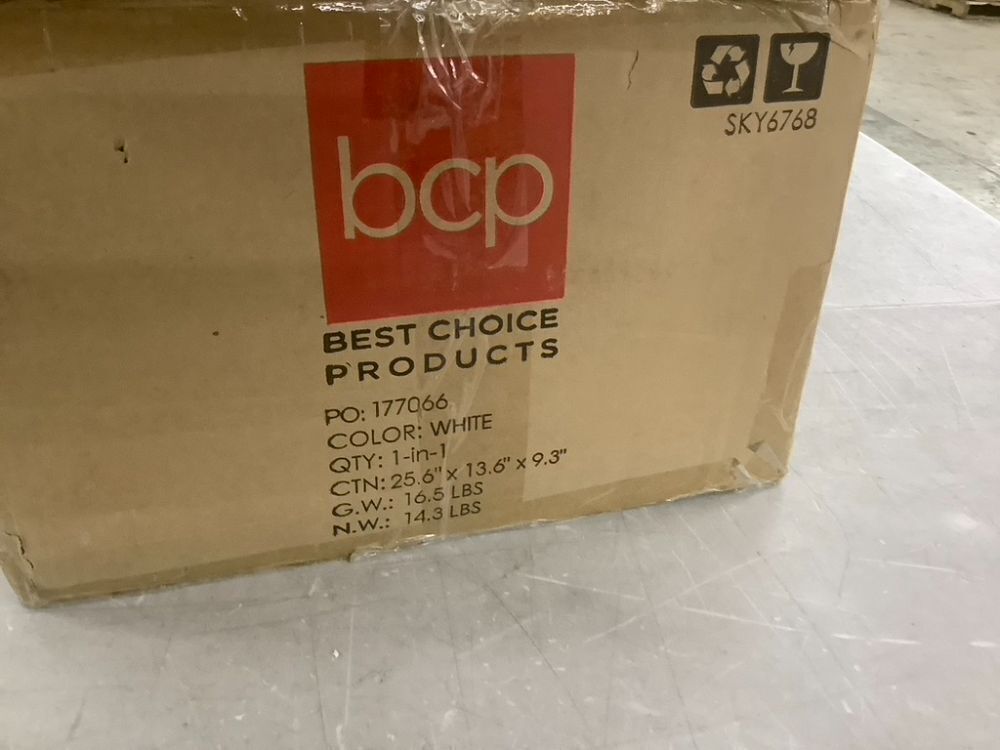 bcp
SKY6768
BEST CHOICE
PRODUCTS
PO: 177066
COLOR: WHITE
QTY: 1-in-1
CTN: 25.6" x 13.6" x 9.3"
G.W.: 16.5 LBS
N.W.: 14.3 LBS